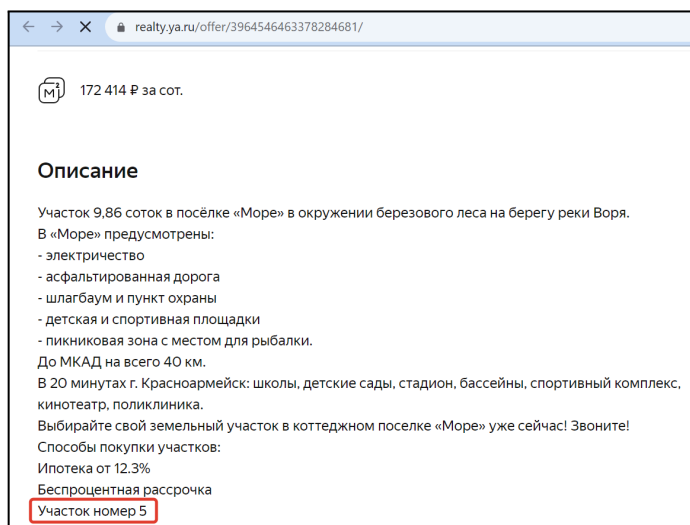 realty.ya.ru/offer/3964546463378284681/
М² 172 414 ₽ за сот.
Описание
Участок 9,86 соток в посёлке «Море» в окружении березового леса на берегу реки Воря.
В «Море» предусмотрены:
- электричество
- асфальтированная дорога
- шлагбаум и пункт охраны
- детская и спортивная площадки
- пикниковая зона с местом для рыбалки.
До МКАД на всего 40 км.
В 20 минутах г. Красноармейск: школы, детские сады, стадион, бассейны, спортивный комплекс,
кинотеатр, поликлиника.
Выбирайте свой земельный участок в коттеджном поселке «Море» уже сейчас! Звоните!
Способы покупки участков:
Ипотека от 12.3%
Беспроцентная рассрочка
Участок номер 5